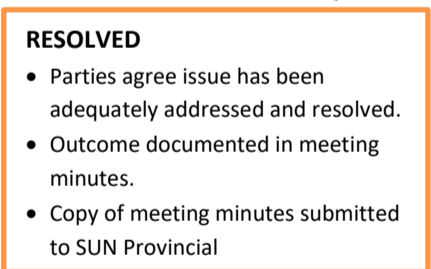 RESOLVED
• Parties agree issue has been
adequately addressed and resolved.
• Outcome documented in meeting
minutes.
• Copy of meeting minutes submitted
to SUN Provincial